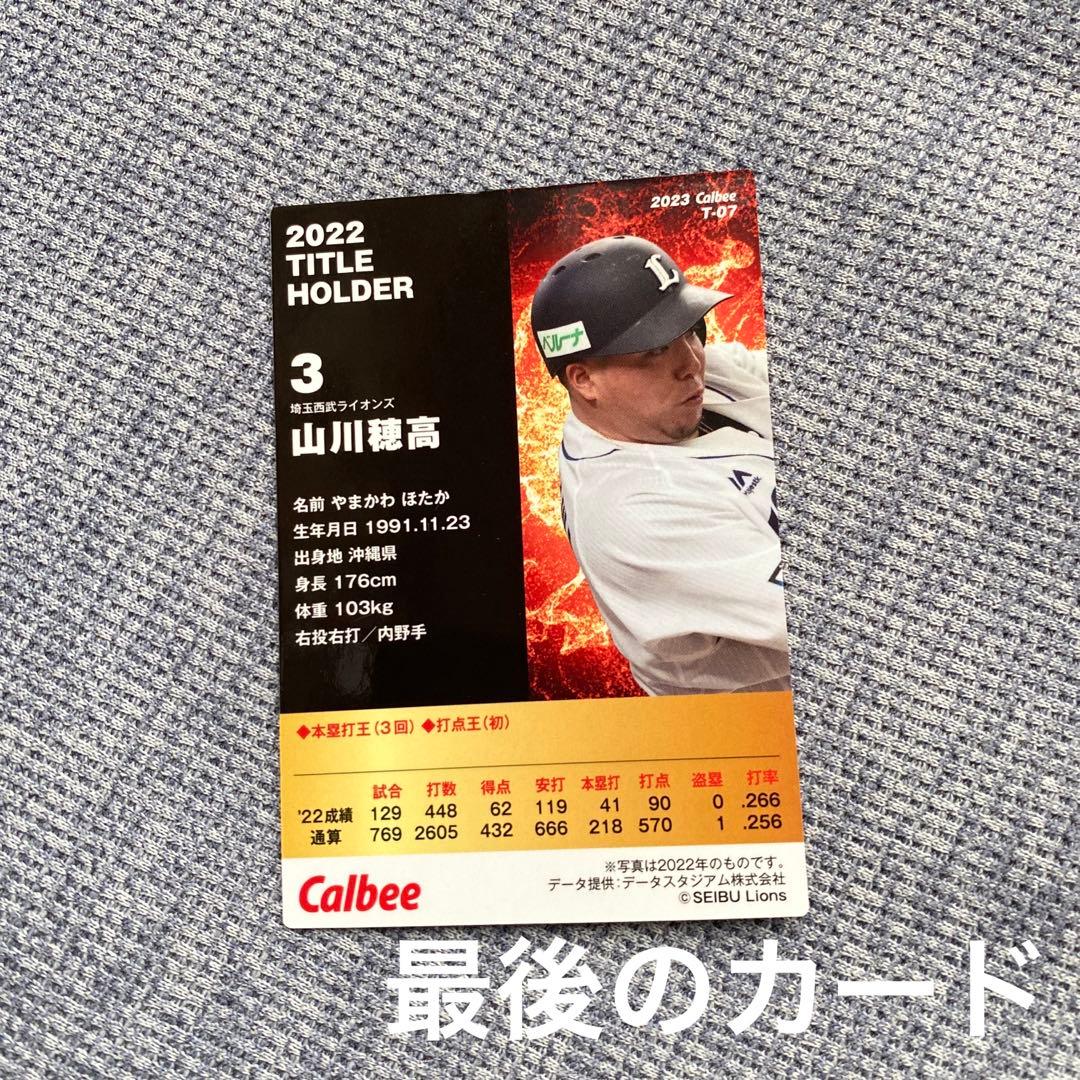 2023 Calbee
T-07
2022
TITLE
HOLDER
L
ベルーナ
3
埼玉西武ライオンズ
山川穂高
名前 やまかわ ほたか
生年月日 1991.11.23
出身地 沖縄県
身長 176cm
体重 103kg
右投右打/内野手
Majestic
◆本塁打王(3回) ◆打点王(初)
試合 打数 得点 安打 本塁打 打点 盗塁 打率
'22成績 129 448 62 119 41 90 0 .266
通算 769 2605 432 666 218 570 1 .256
※写真は2022年のものです。
データ提供:データスタジアム株式会社
©SEIBU Lions
Calbee
最後のカード